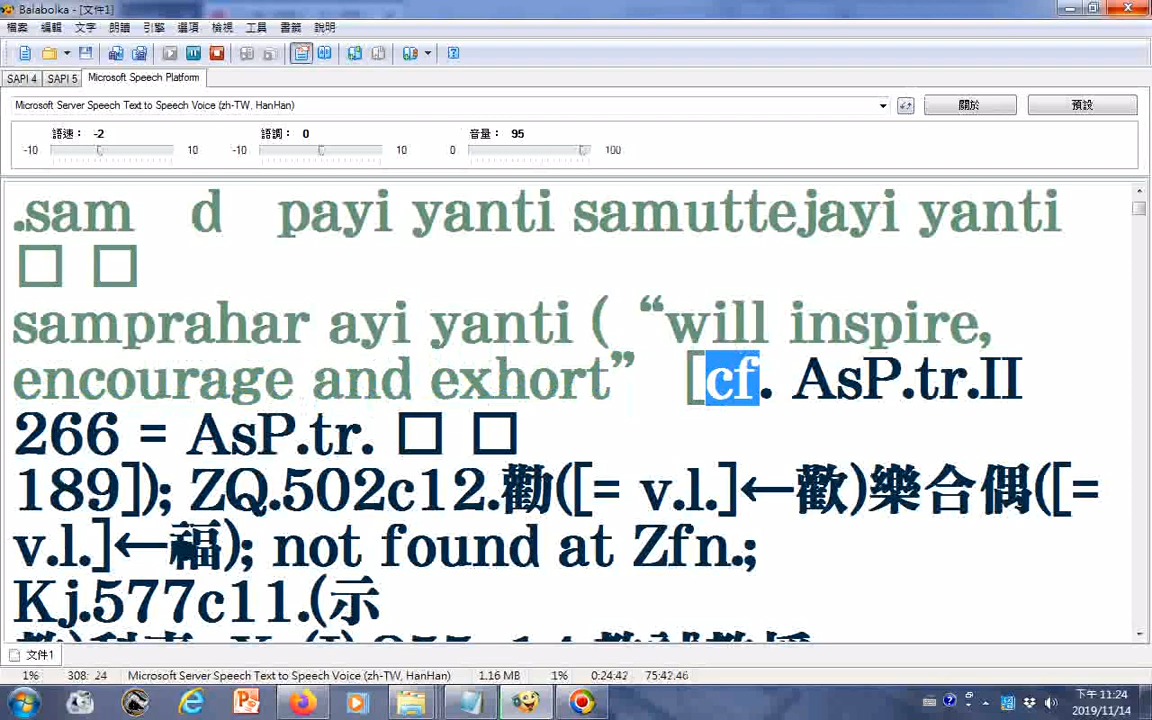 Balabolka - [文件1]
檔案 編輯 文字 朗讀 引擎 選項 檢視 工具 書籤 說明
SAPI 4 SAPI 5 Microsoft Speech Platform
Microsoft Server Speech Text to Speech Voice (zh-TW, HanHan) 關於 預設
語速： -2 語調： 0 音量： 95
-10 10 -10 10 0 100
.sam d payi yanti samuttejayi yanti
□ □
samprahar ayi yanti ( “will inspire,
encourage and exhort” [cf. AsP.tr.II
266 = AsP.tr. □ □
189]); ZQ.502c12.勸([= v.l.]←歡)樂合偶([=
v.l.]←福); not found at Zfn.;
Kj.577c11.(示
文件1
1% 308: 24 Microsoft Server Speech Text to Speech Voice (zh-TW, HanHan) 1.16 MB 1% 0:24:42 75:42.46
下午 11:24
2019/11/14